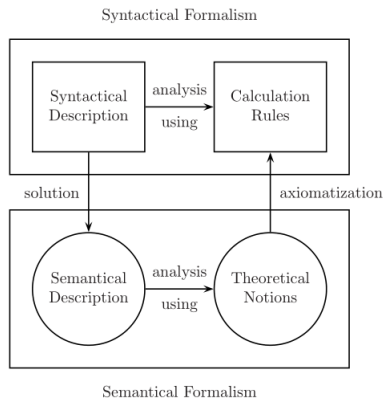 Syntactical Formalism
Syntactical
Description
analysis
using
Calculation
Rules
solution
axiomatization
Semantical
Description
analysis
using
Theoretical
Notions
Semantical Formalism